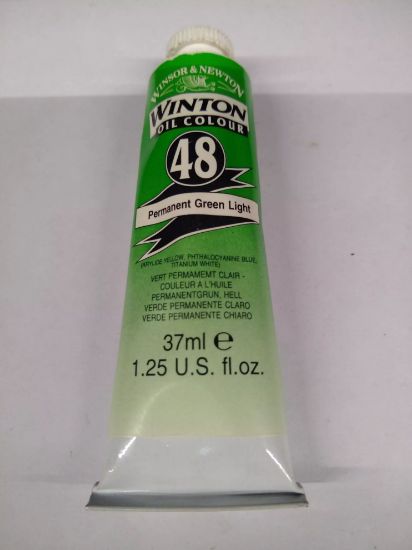 WINSOR & NEWTON
WINTON
OIL COLOUR
48
Permanent Green Light
(ARYLIDE YELLOW, PHTHALOCYANINE BLUE,
TITANIUM WHITE)
VERT PERMAMEMT CLAIR -
COULEUR A L'HUILE
PERMANENTGRUN, HELL
VERDE PERMANENTE CLARO
VERDE PERMANENTE CHIARO
37ml e
1.25 U.S. fl.oz.